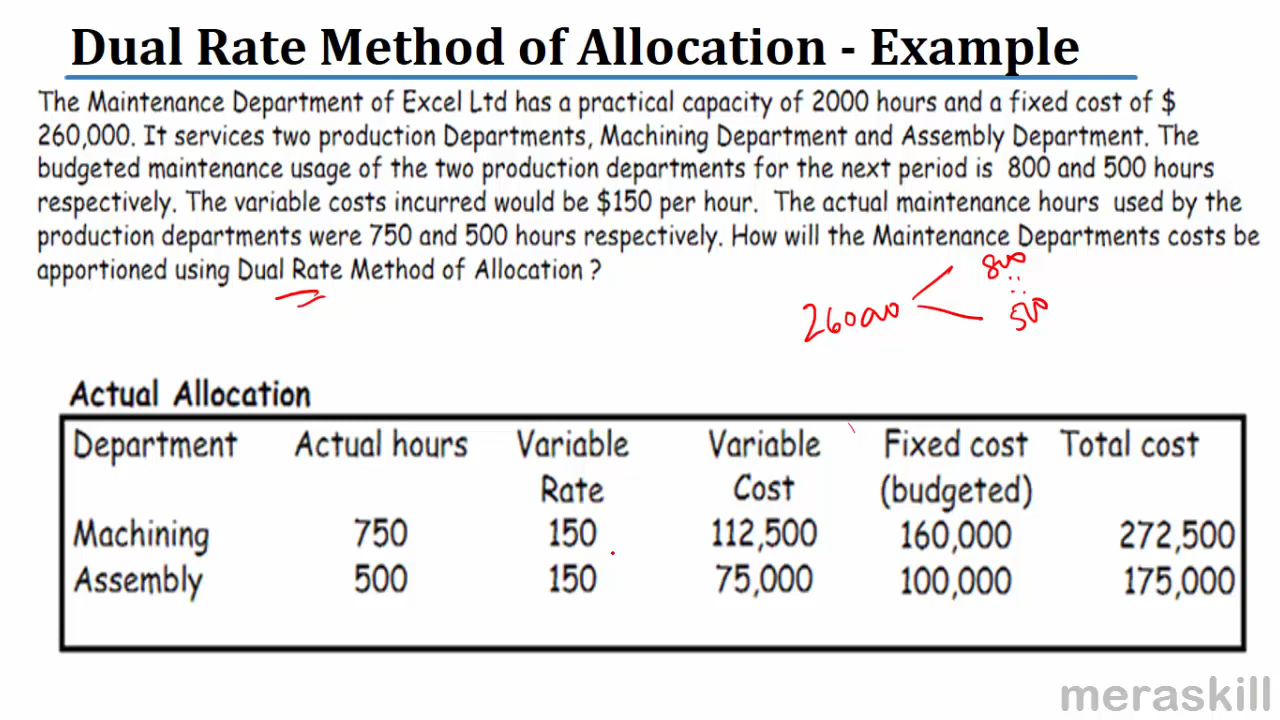 Dual Rate Method of Allocation - Example
The Maintenance Department of Excel Ltd has a practical capacity of 2000 hours and a fixed cost of $
260,000. It services two production Departments, Machining Department and Assembly Department. The
budgeted maintenance usage of the two production departments for the next period is 800 and 500 hours
respectively. The variable costs incurred would be $150 per hour. The actual maintenance hours used by the
production departments were 750 and 500 hours respectively. How will the Maintenance Departments costs be
apportioned using Dual Rate Method of Allocation ?
800
260000
500
Actual Allocation
Department Actual hours Variable Variable Fixed cost Total cost
Rate Cost (budgeted)
Machining 750 150 112,500 160,000 272,500
Assembly 500 150 75,000 100,000 175,000
meraskill